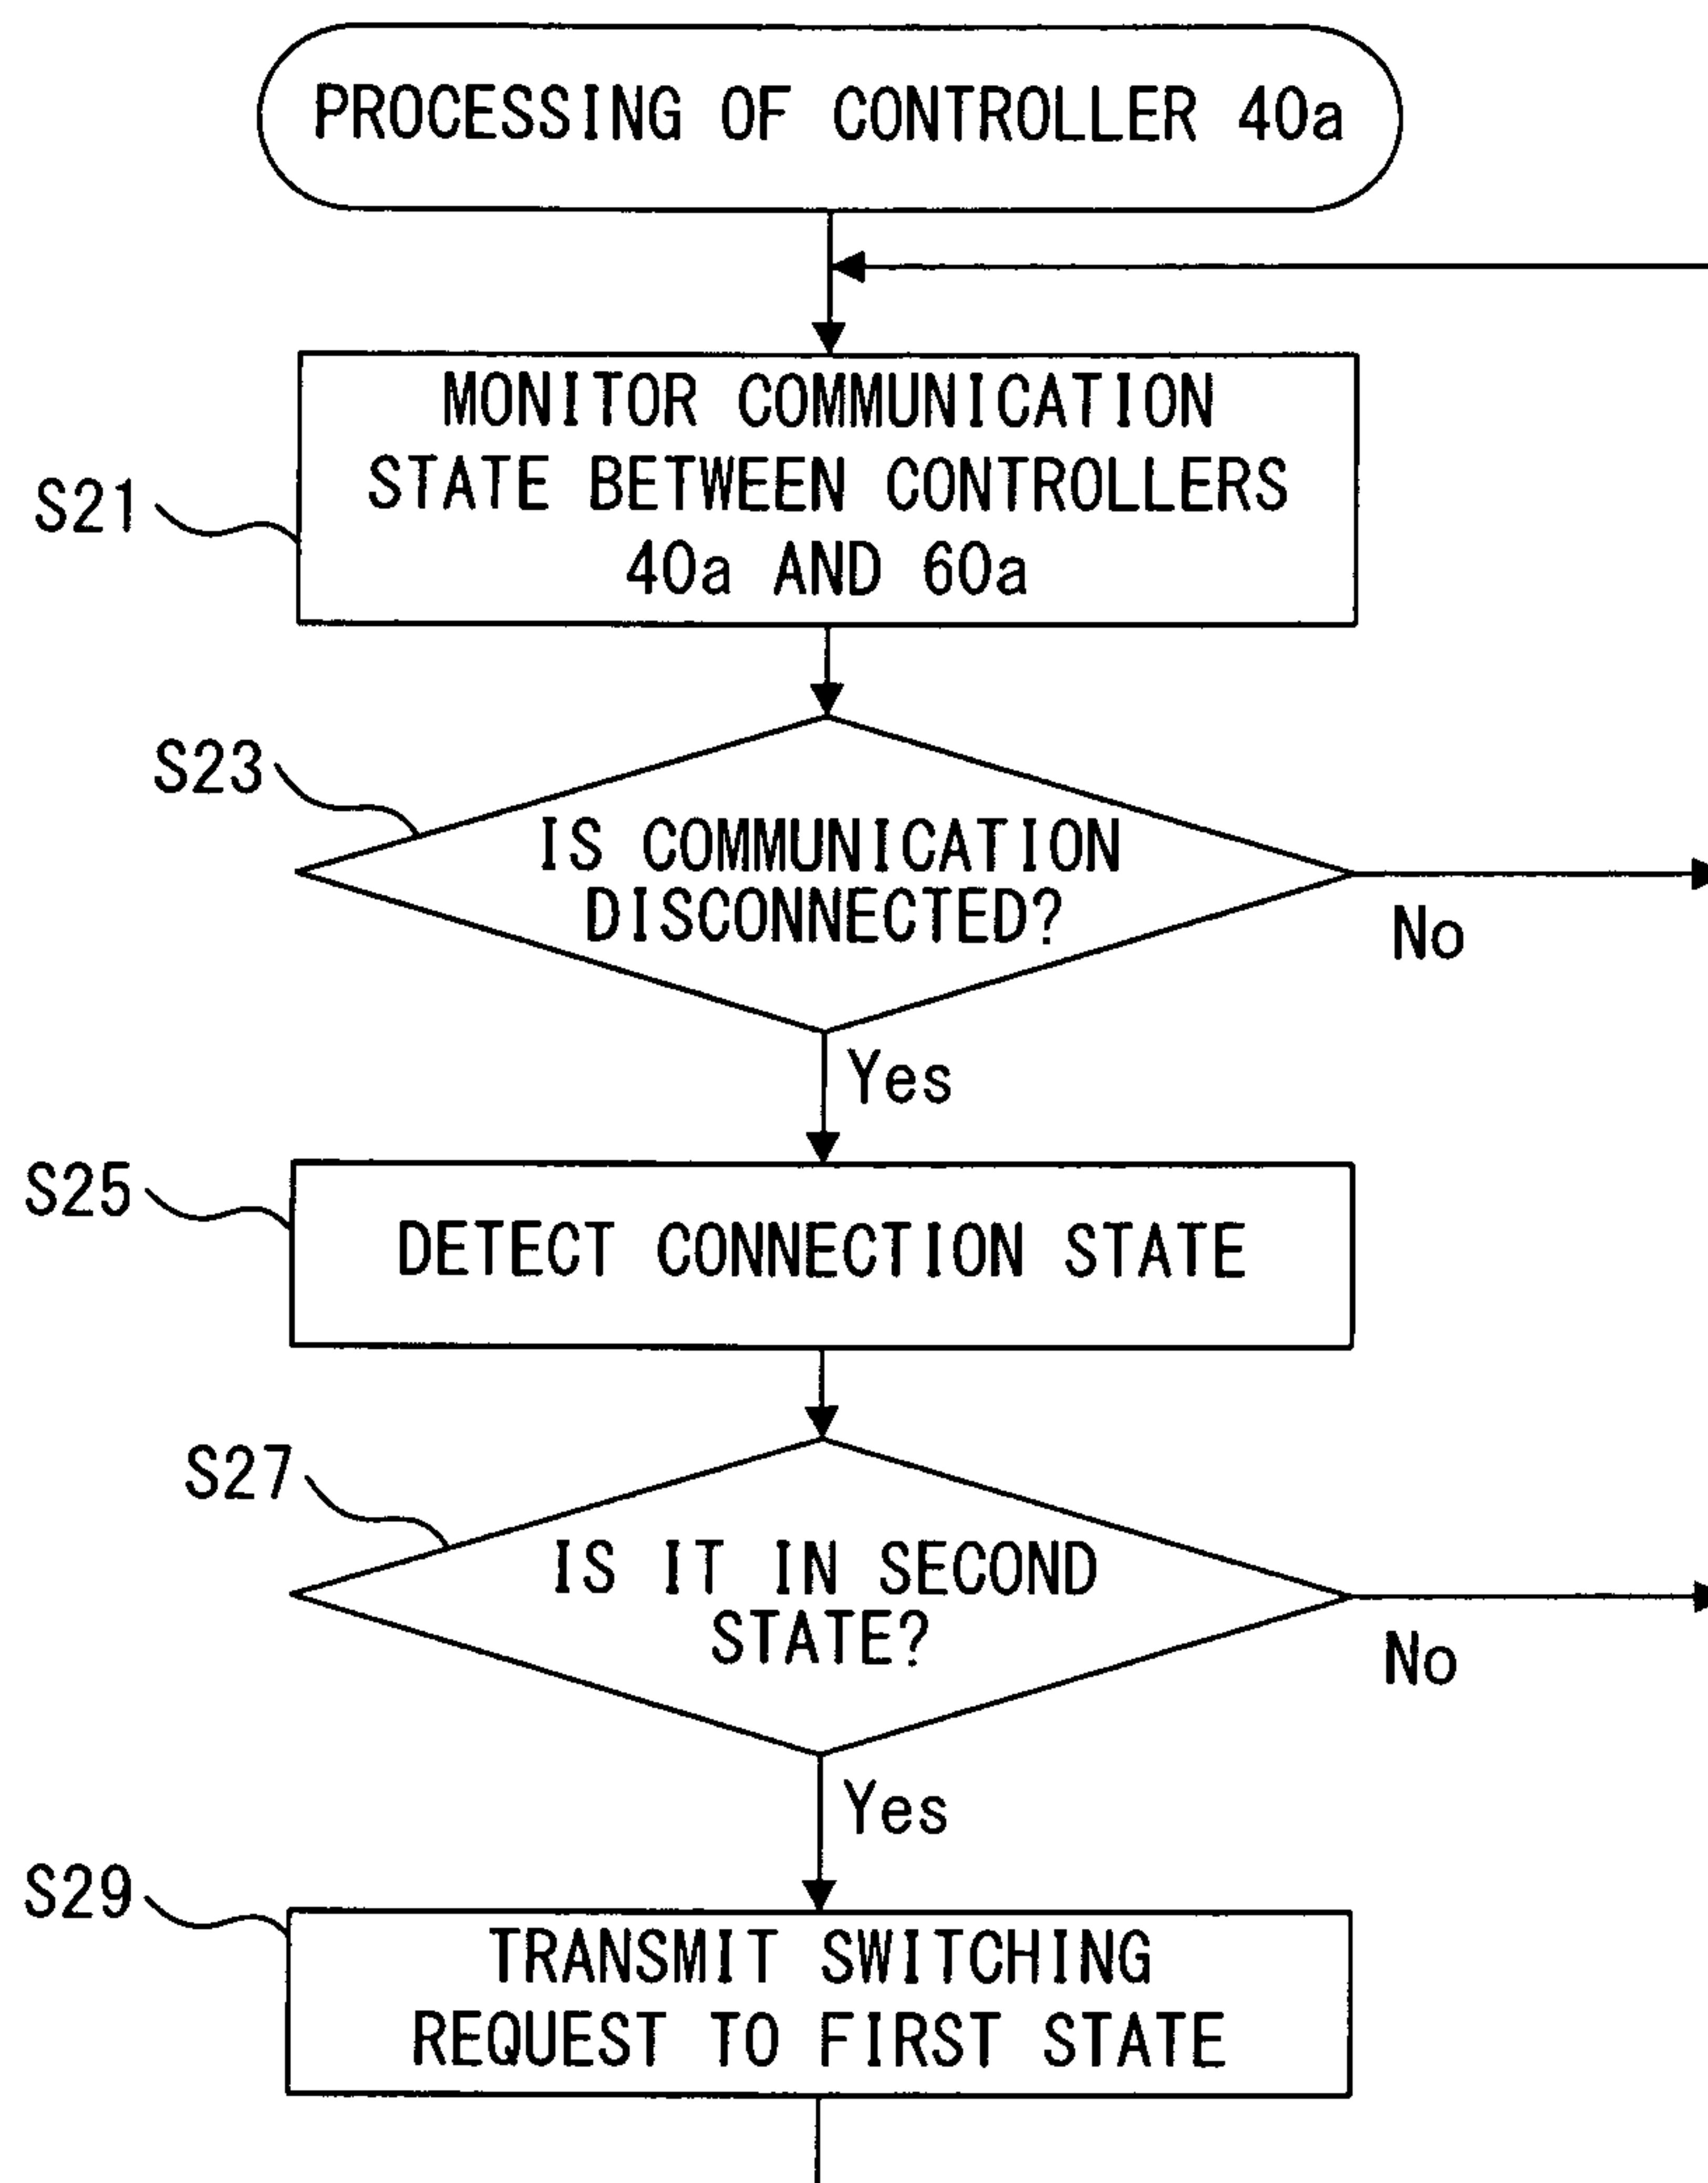 PROCESSING OF CONTROLLER 40a
MONITOR COMMUNICATION
STATE BETWEEN CONTROLLERS
40a AND 60a
S21
S23
IS COMMUNICATION
DISCONNECTED?
No
Yes
S25
DETECT CONNECTION STATE
S27
IS IT IN SECOND
STATE?
No
Yes
S29
TRANSMIT SWITCHING
REQUEST TO FIRST STATE